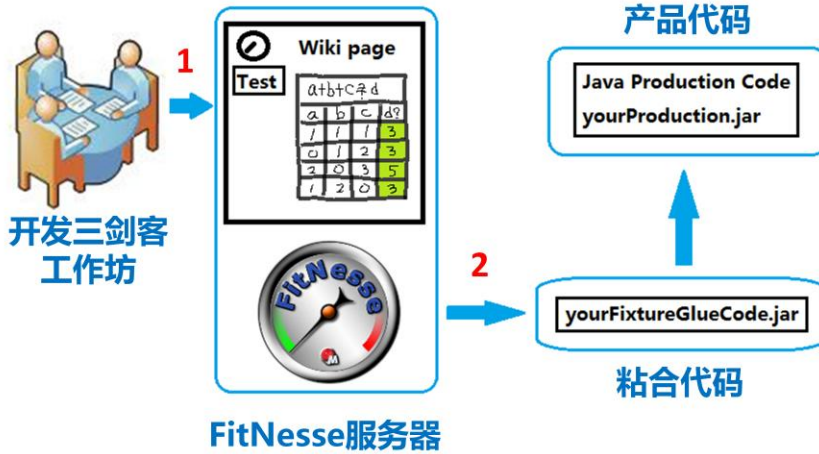 产品代码
1
Wiki page
Test
a+b+c?d
a b c d?
1 1 1 3
0 1 2 3
2 0 3 5
1 2 0 3
Java Production Code
yourProduction.jar
开发三剑客
工作坊
FitNesse
2
yourFixtureGlueCode.jar
粘合代码
FitNesse服务器